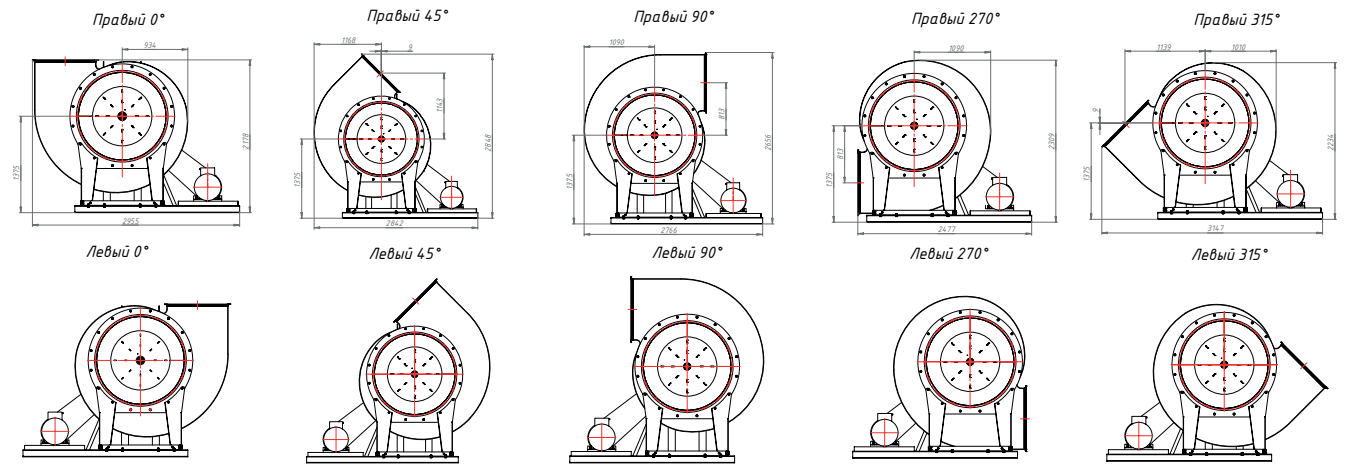 Правый 0°
Правый 45°
Правый 90°
Правый 270°
Правый 315°
934
1375
2178
2955
1168
9
1143
1375
2848
2842
1090
813
1375
2656
2766
1090
813
1375
2309
2477
1139
1010
9
1375
2234
3147
Левый 0°
Левый 45°
Левый 90°
Левый 270°
Левый 315°